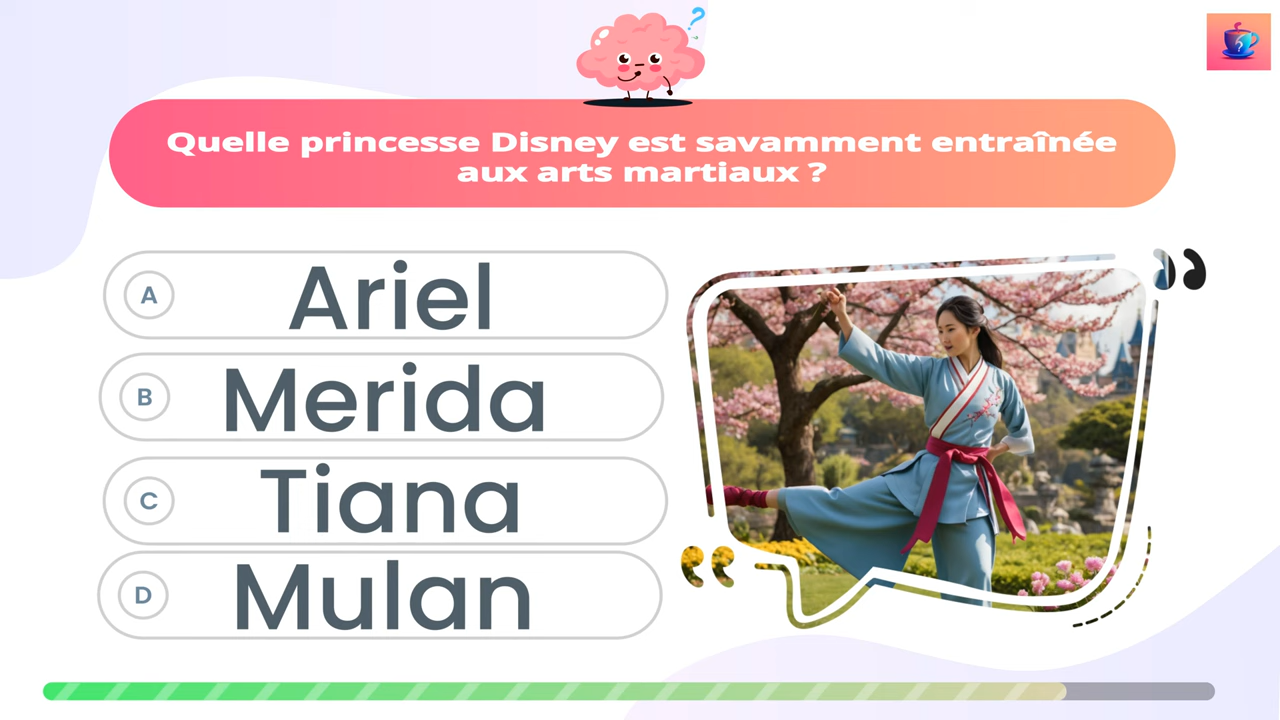 Quelle princesse Disney est savamment entraînée
aux arts martiaux ?
A Ariel
B Merida
C Tiana
D Mulan